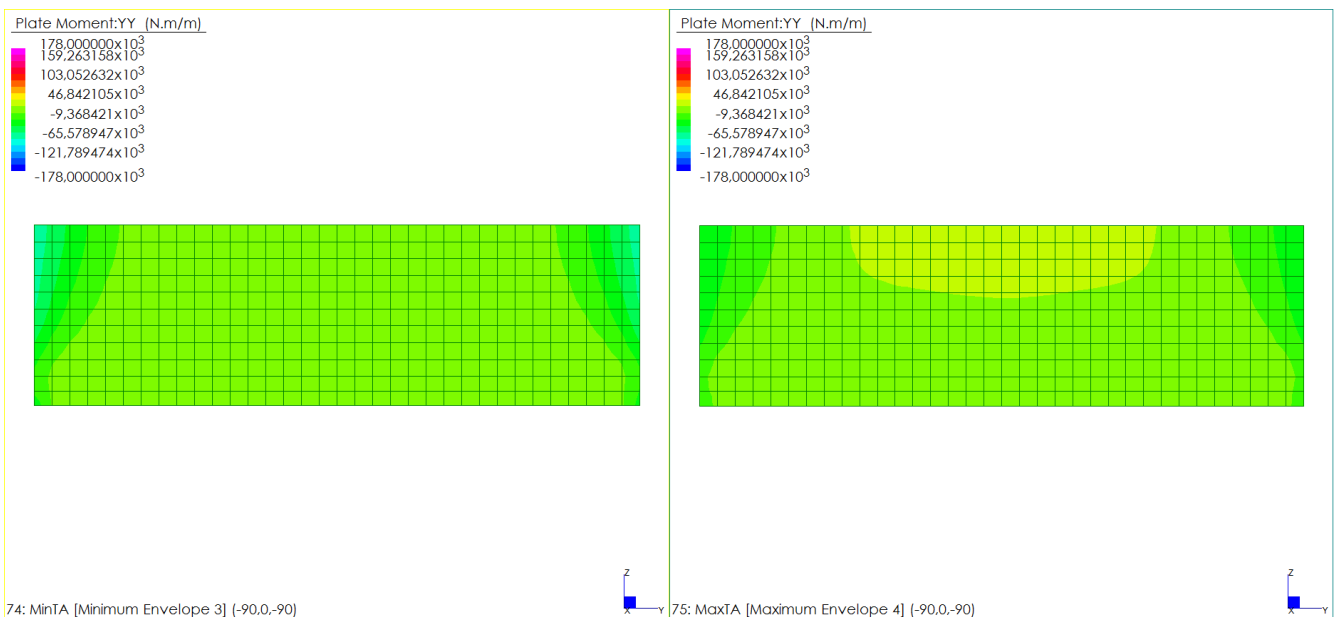 Plate Moment:YY (N.m/m)
178,000000x10³
159,263158x10³
103,052632x10³
46,842105x10³
-9,368421x10³
-65,578947x10³
-121,789474x10³
-178,000000x10³
Z
X
Y
74: MinTA [Minimum Envelope 3] (-90,0,-90)
Plate Moment:YY (N.m/m)
178,000000x10³
159,263158x10³
103,052632x10³
46,842105x10³
-9,368421x10³
-65,578947x10³
-121,789474x10³
-178,000000x10³
Z
X
Y
75: MaxTA [Maximum Envelope 4] (-90,0,-90)